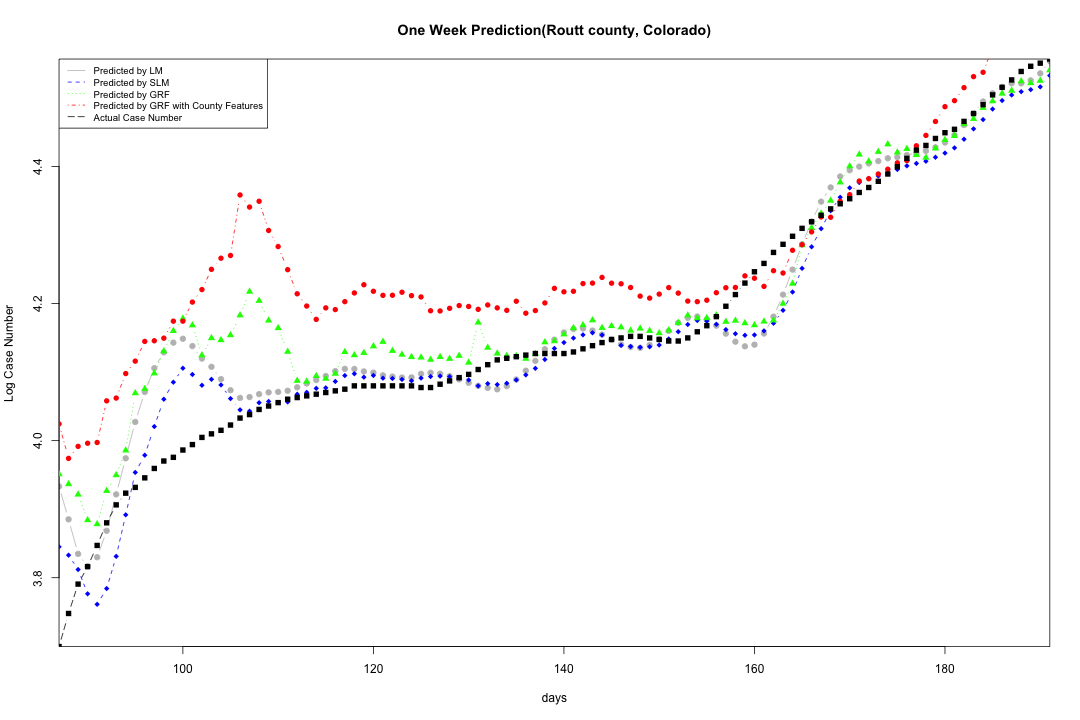 One Week Prediction(Routt county, Colorado)
Predicted by LM
Predicted by SLM
Predicted by GRF
Predicted by GRF with County Features
Actual Case Number
4.4
4.2
4.0
3.8
Log Case Number
100 120 140 160 180
days